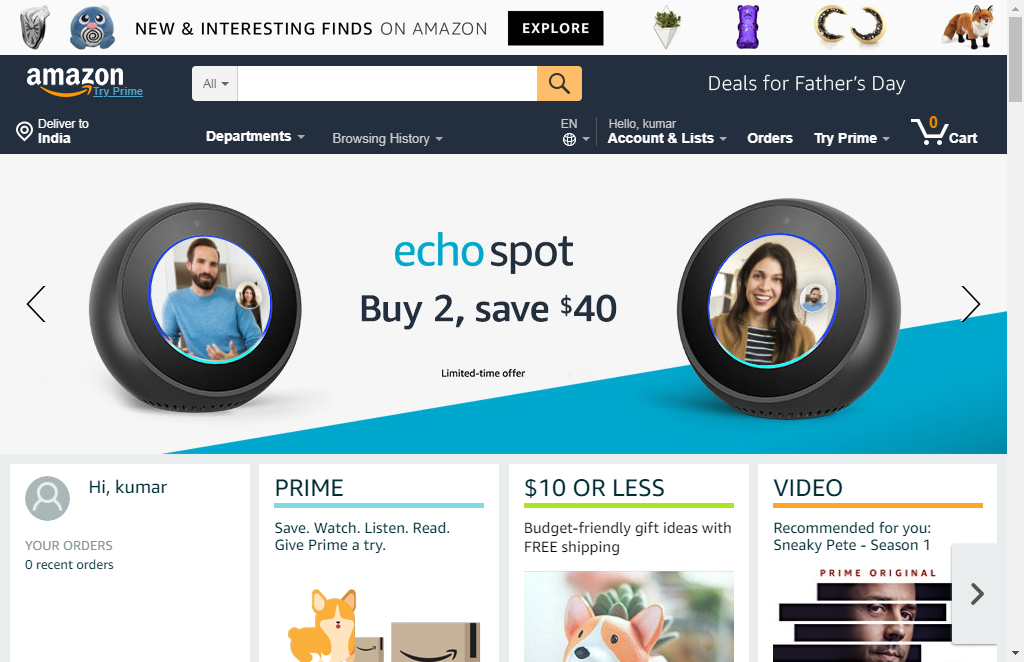 NEW & INTERESTING FINDS ON AMAZON EXPLORE
amazon
Try Prime
All
Deals for Father's Day
Deliver to
India
Departments
Browsing History
EN
Hello, kumar
Account & Lists
Orders
Try Prime
0
Cart
echo spot
Buy 2, save $40
Limited-time offer
Hi, kumar
YOUR ORDERS
0 recent orders
PRIME
Save. Watch. Listen. Read.
Give Prime a try.
$10 OR LESS
Budget-friendly gift ideas with
FREE shipping
VIDEO
Recommended for you:
Sneaky Pete - Season 1
PRIME ORIGINAL